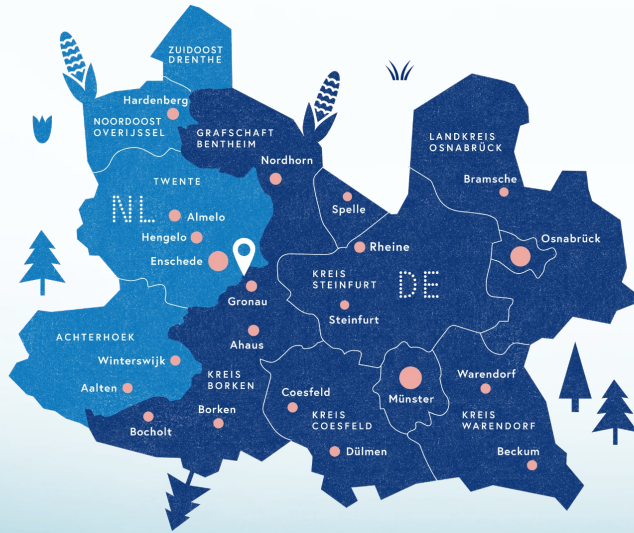 ZUIDOOST
DRENTHE
Hardenberg
NOORDOOST
OVERIJSSEL
GRAFSCHAFT
BENTHEIM
LANDKREIS
OSNABRÜCK
Nordhorn
TWENTE
Bramsche
NL
Almelo
Spelle
Hengelo
Rheine
Osnabrück
Enschede
KREIS
STEINFURT
DE
Gronau
Steinfurt
ACHTERHOEK
Ahaus
Winterswijk
KREIS
BORKEN
Aalten
Coesfeld
Münster
Warendorf
Borken
KREIS
COESFELD
KREIS
WARENDORF
Bocholt
Dülmen
Beckum